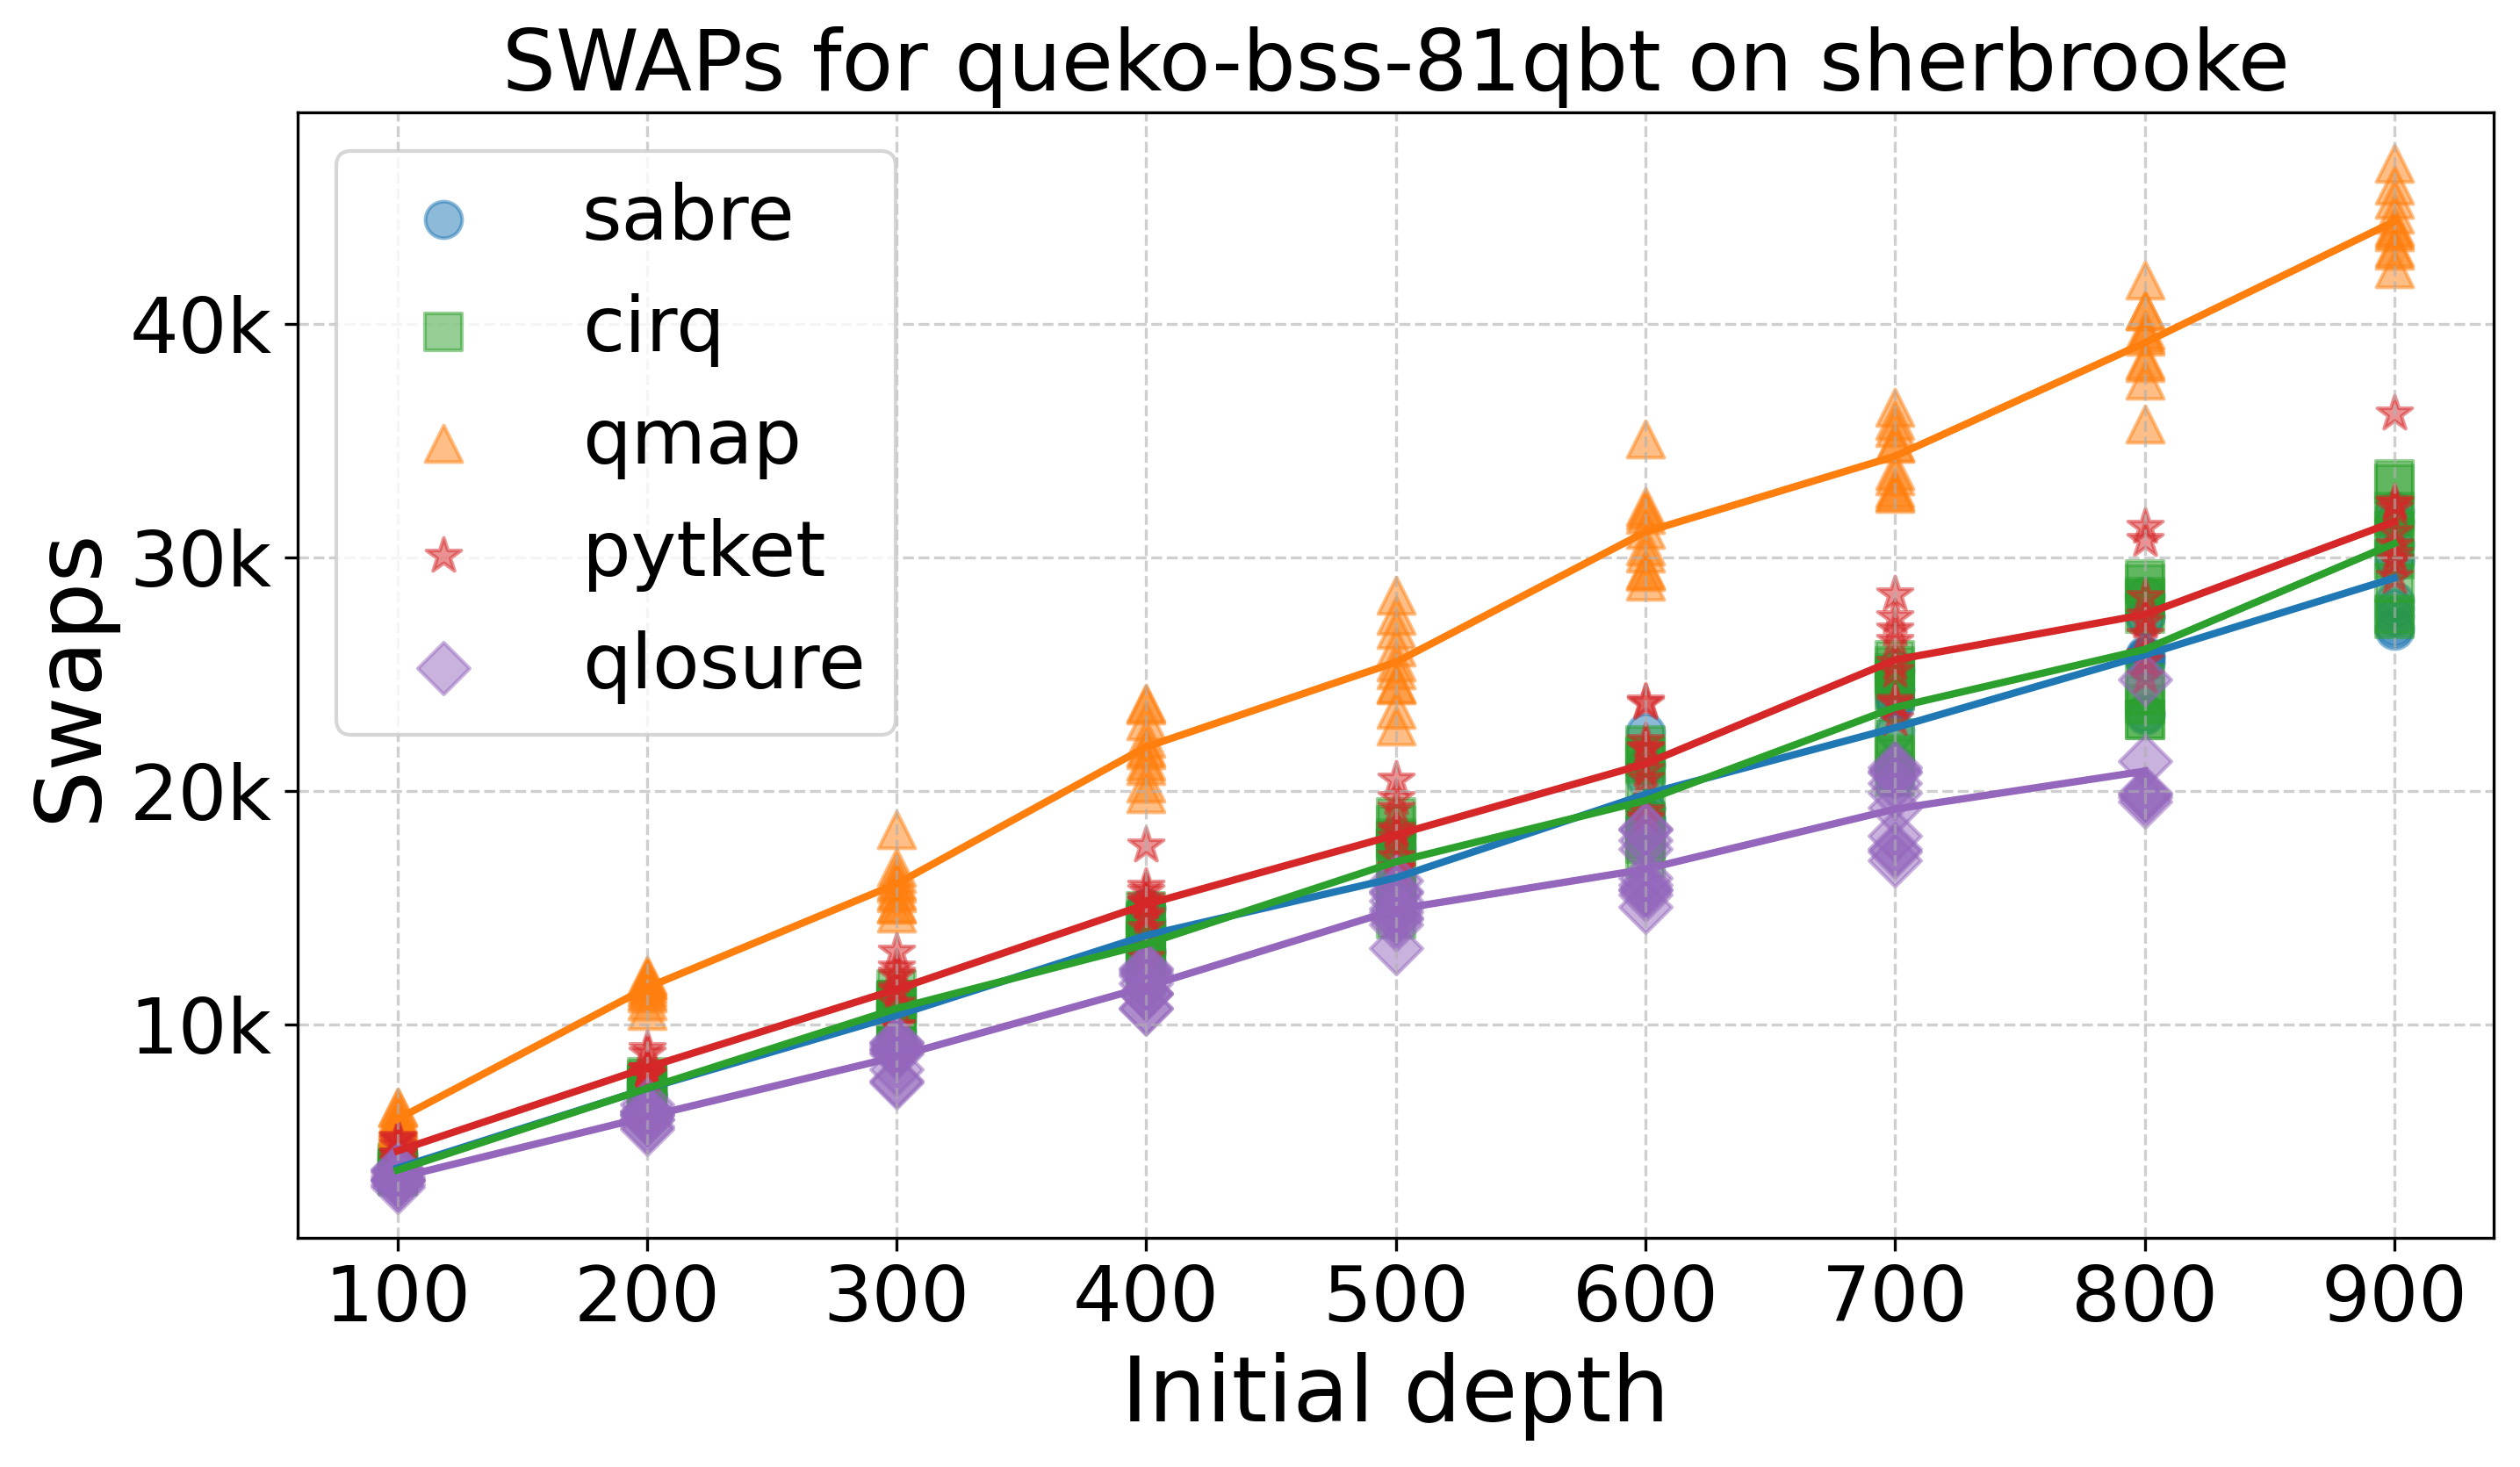 SWAPs for queko-bss-81qbt on sherbrooke
sabre
cirq
qmap
pytket
qlosure
Swaps
40k
30k
20k
10k
100 200 300 400 500 600 700 800 900
Initial depth